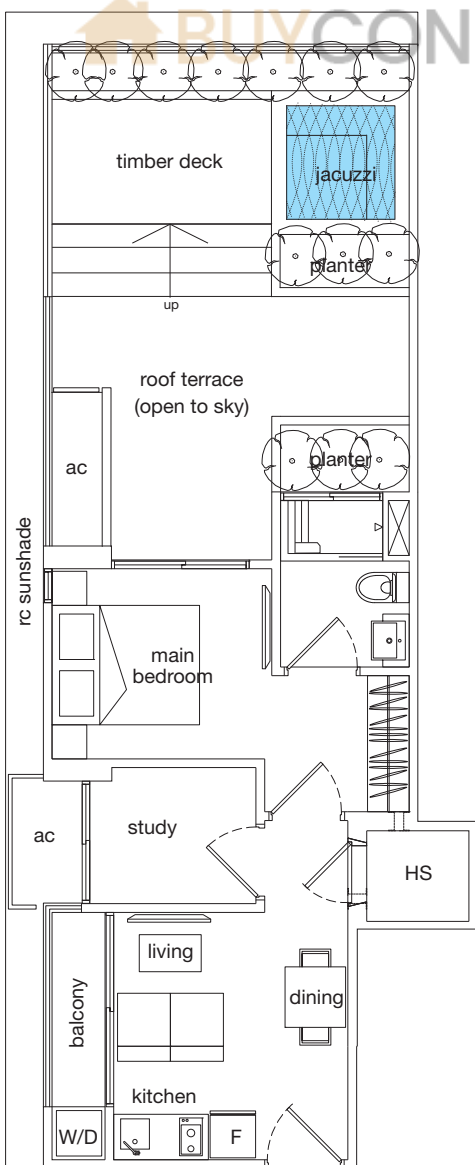 BUYCON
timber deck
jacuzzi
planter
up
roof terrace
(open to sky)
ac
planter
rc sunshade
main
bedroom
ac
study
HS
living
balcony
dining
kitchen
W/D
F